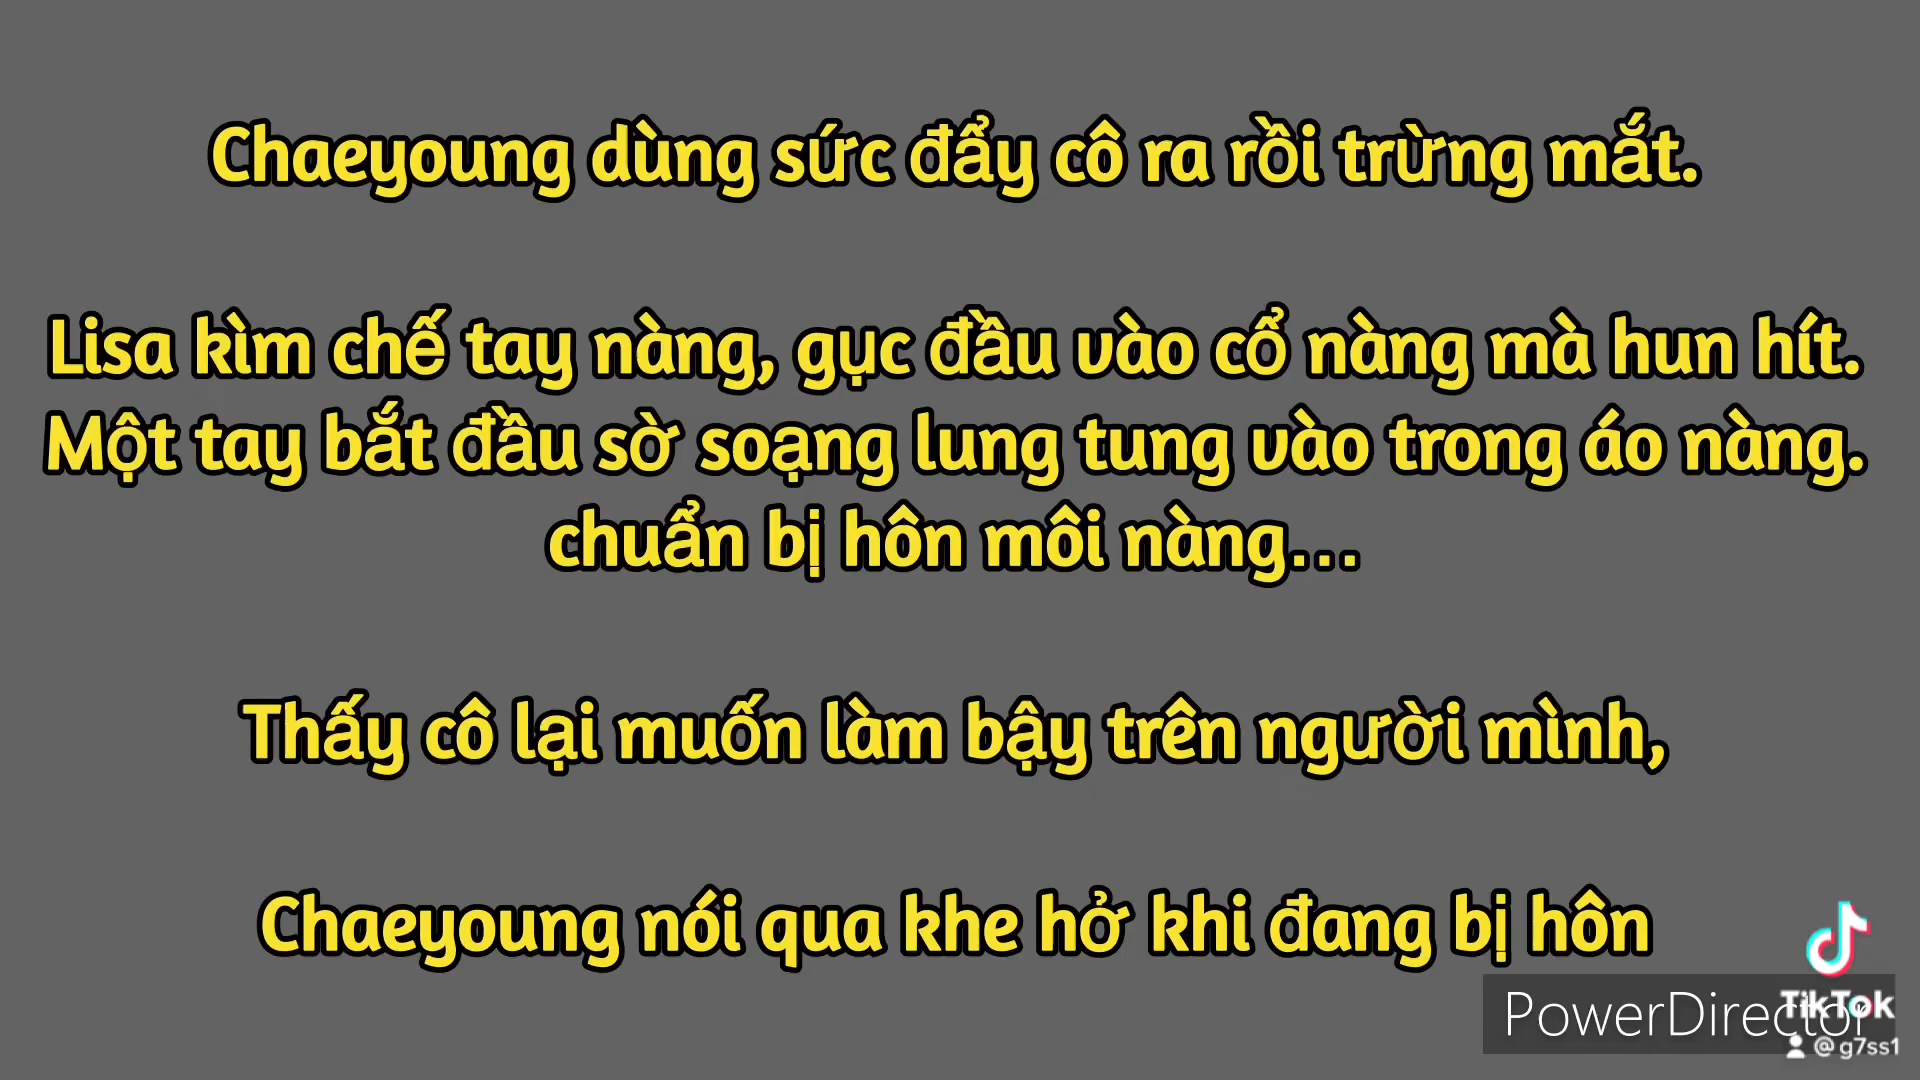 Chaeyoung dùng sức đẩy cô ra rồi trừng mắt.
Lisa kìm chế tay nàng, gục đầu vào cổ nàng mà hun hít.
Một tay bắt đầu sờ soạng lung tung vào trong áo nàng.
chuẩn bị hôn môi nàng...
Thấy cô lại muốn làm bậy trên người mình,
Chaeyoung nói qua khe hở khi đang bị hôn
TikTok
PowerDirector
@g7ss1